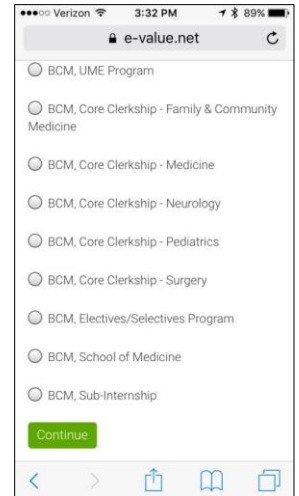 Verizon 3:32 PM 89%
e-value.net
BCM, UME Program
BCM, Core Clerkship - Family & Community
Medicine
BCM, Core Clerkship - Medicine
BCM, Core Clerkship - Neurology
BCM, Core Clerkship - Pediatrics
BCM, Core Clerkship - Surgery
BCM, Electives/Selectives Program
BCM, School of Medicine
BCM, Sub-Internship
Continue